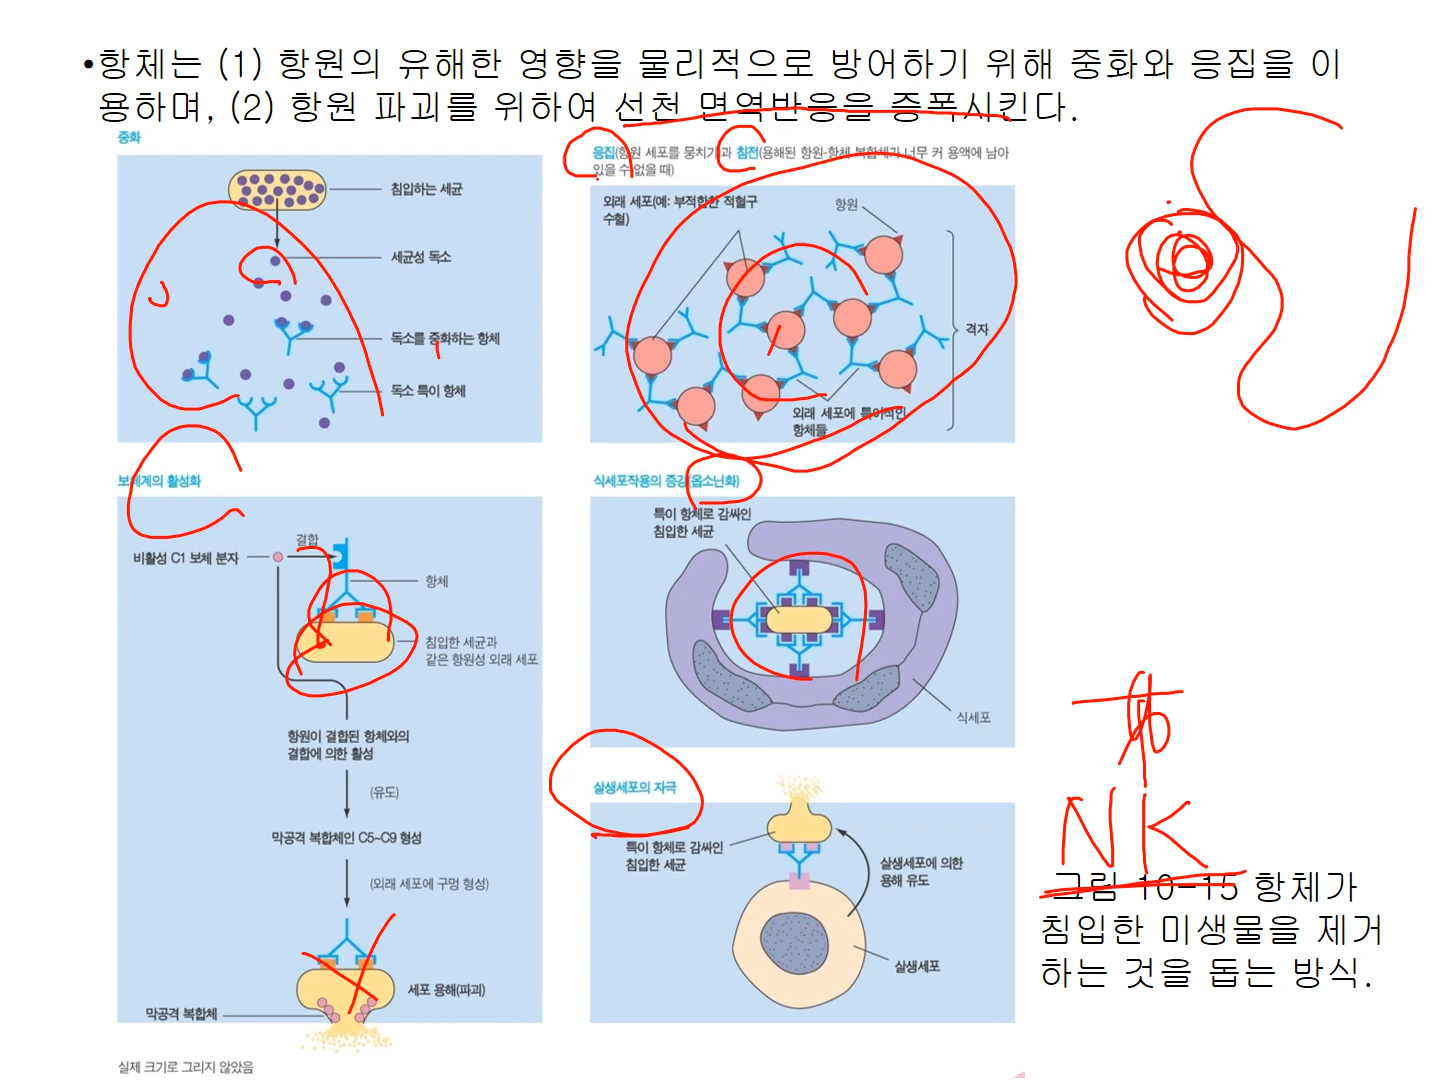 •항체는 (1) 항원의 유해한 영향을 물리적으로 방어하기 위해 중화와 응집을 이
용하며, (2) 항원 파괴를 위하여 선천 면역반응을 증폭시킨다.
중화
침입하는 세균
세균성 독소
독소를 중화하는 항체
독소 특이 항체
응집(항원 세포를 뭉치기)과 침전(용해된 항원-항체 복합체가 너무 커 용액에 남아
있을 수 없을 때)
외래 세포(예: 부적합한 적혈구
수혈)
항원
격자
외래 세포에 특이적인
항체들
보체계의 활성화
비활성 C1 보체 분자
결합
항체
침입한 세균과
같은 항원성 외래 세포
항원이 결합된 항체와의
결합에 의한 활성
(유도)
막공격 복합체인 C5–C9 형성
(외래 세포에 구멍 형성)
세포 용해(파괴)
막공격 복합체
실제 크기로 그리지 않았음
식세포작용의 증강(옵소닌화)
특이 항체로 감싸인
침입한 세균
식세포
살생세포의 자극
특이 항체로 감싸인
침입한 세균
살생세포에 의한
용해 유도
살생세포
NK
그림 10-15 항체가
침입한 미생물을 제거
하는 것을 돕는 방식.